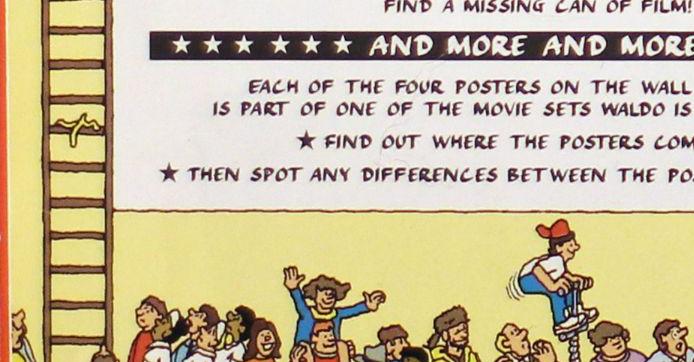 FIND A MISSING CAN OF FILM!
★ ★ ★ ★ ★ ★ AND MORE AND MORE
EACH OF THE FOUR POSTERS ON THE WALL
IS PART OF ONE OF THE MOVIE SETS WALDO IS
★ FIND OUT WHERE THE POSTERS COM
★ THEN SPOT ANY DIFFERENCES BETWEEN THE PO